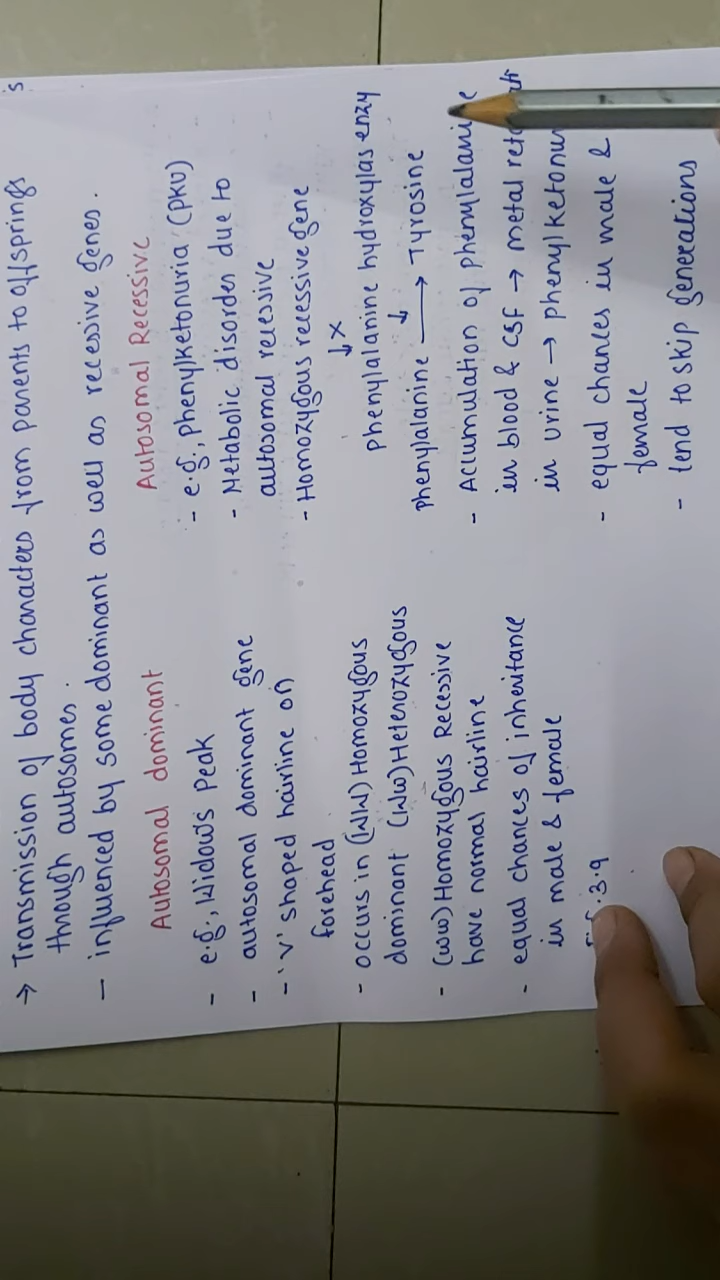 → Transmission of body characters from parents to offsprings
through autosomes.
- influenced by some dominant as well as recessive genes.
Autosomal dominant
- e.g., Widow's Peak
- autosomal dominant gene
- 'v' shaped hairline on
forehead
- occurs in (WW) Homozygous
dominant (Ww) Heterozygous
- (ww) Homozygous Recessive
have normal hairline
- equal chances of inheritance
in male & female
3.9
Autosomal Recessive
- e.g., phenylketonuria (PKU)
- Metabolic disorder due to
autosomal recessive
- Homozygous recessive gene
↓x
phenylalanine hydroxylas enzy
↓
phenylalanine → Tyrosine
- Accumulation of phenylalani e
in blood & CSF → metal
in urine → phenylketonu
- equal chances in male &
female
- tend to skip generations
s